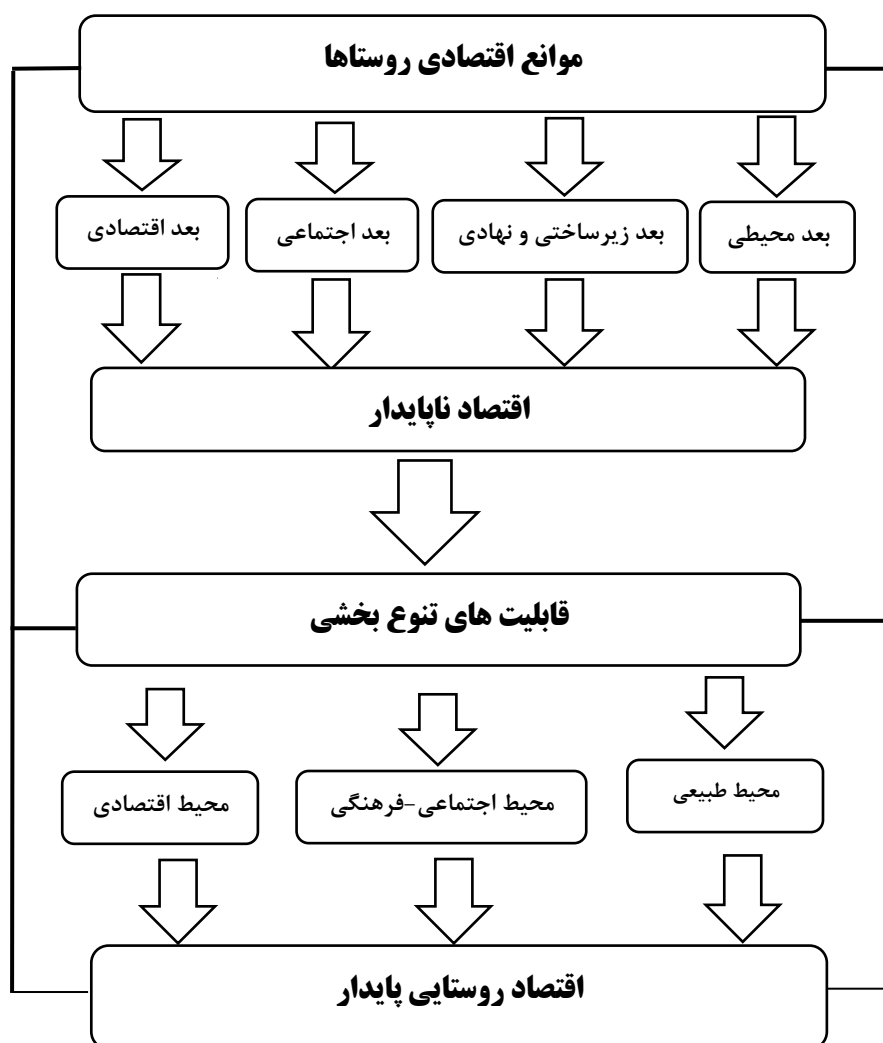 موانع اقتصادی روستاها
بعد محیطی
بعد زیرساختی و نهادی
بعد اجتماعی
بعد اقتصادی
اقتصاد ناپایدار
قابلیت های تنوع بخشی
محیط طبیعی
محیط اجتماعی-فرهنگی
محیط اقتصادی
اقتصاد روستایی پایدار